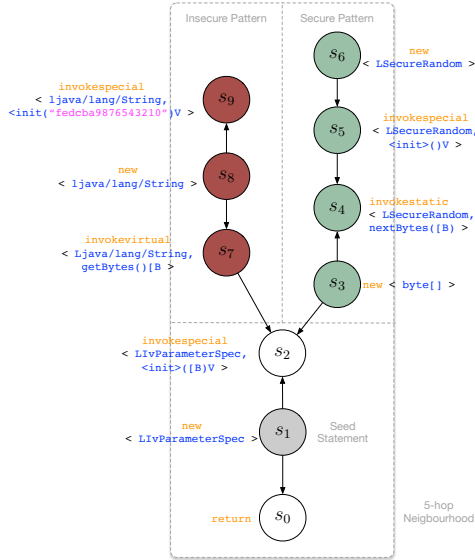 Insecure Pattern
Secure Pattern
new
< LSecureRandom >
s6
invokespecial
< ljava/lang/String,
<init("fedcba9876543210")V >
s9
invokespecial
< LSecureRandom,
<init>()V >
s5
new
< ljava/lang/String >
s8
invokestatic
< LSecureRandom,
nextBytes([B) >
s4
invokevirtual
< Ljava/lang/String,
getBytes()[B >
s7
s3
new < byte[] >
invokespecial
< LIvParameterSpec,
<init>([B)V >
s2
new
< LIvParameterSpec >
s1
Seed
Statement
return
s0
5-hop
Neigbourhood